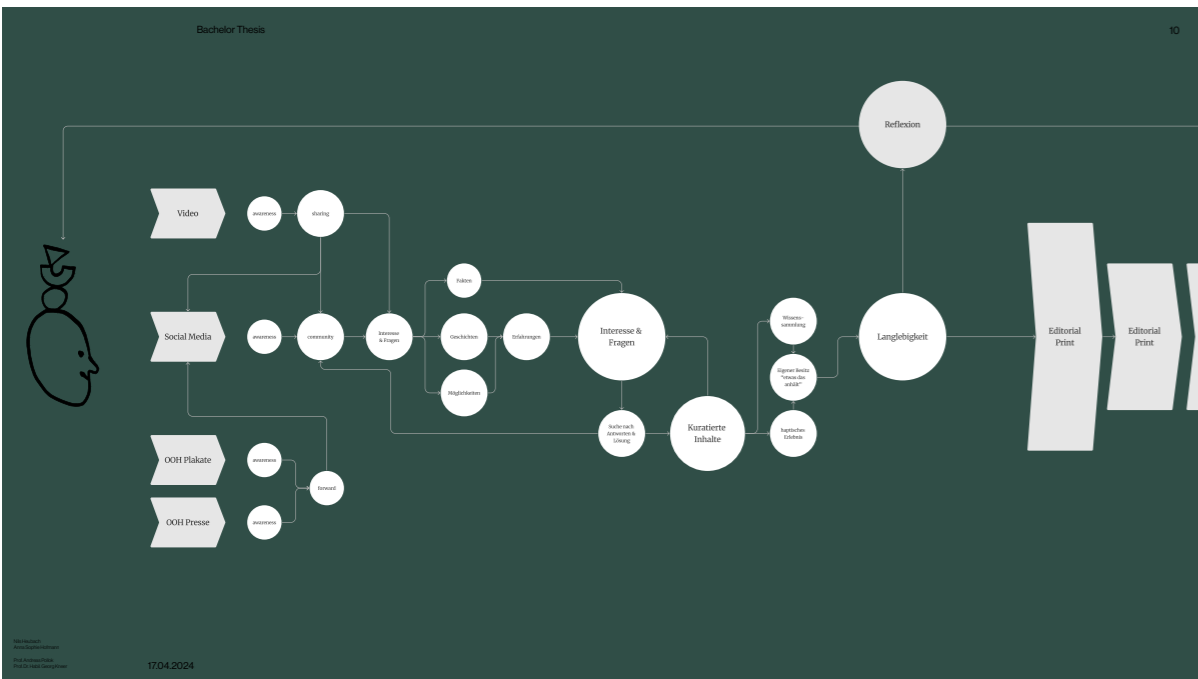 Bachelor Thesis
10
Reflexion
Video
awareness
sharing
Social Media
awareness
community
Interesse
& Fragen
Fakten
Geschichten
Möglichkeiten
Erfahrungen
Interesse &
Fragen
Suche nach
Antworten &
Lösung
Kuratierte
Inhalte
Wissens-
sammlung
Eigener Besitz
"etwas das
anhält"
haptisches
Erlebnis
Langlebigkeit
Editorial
Print
Editorial
Print
OOH Plakate
awareness
forward
OOH Presse
awareness
17.04.2024